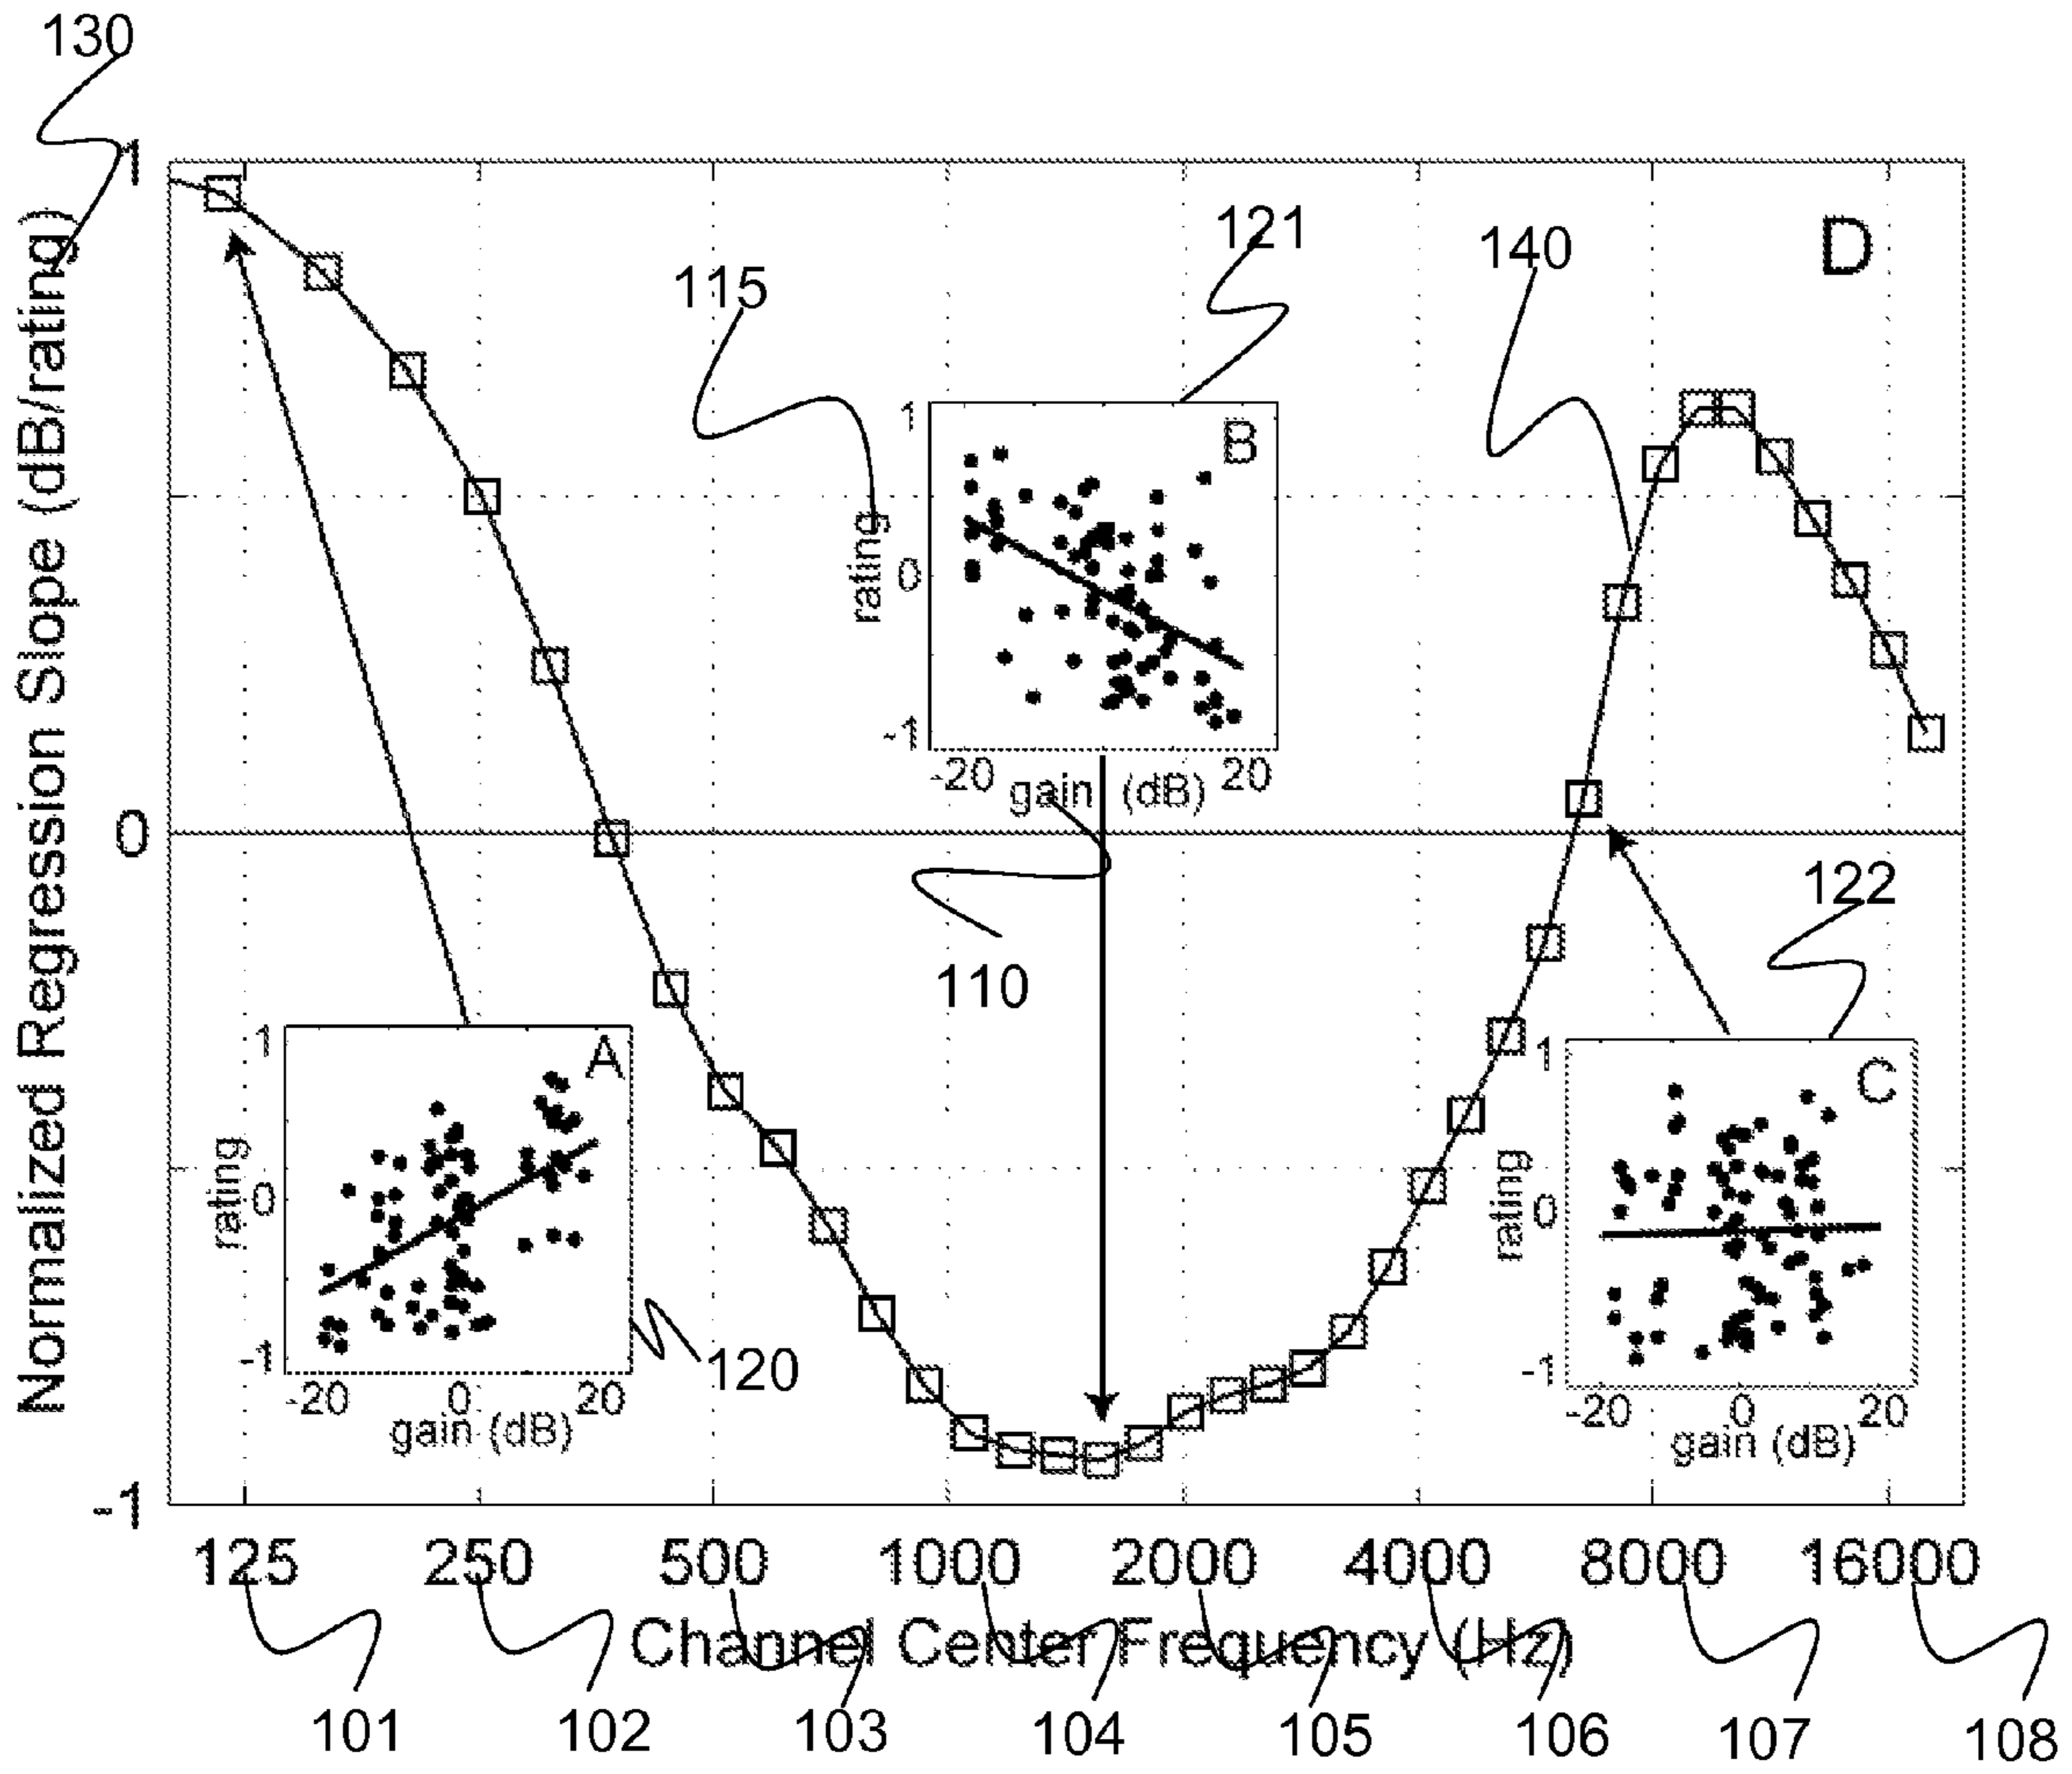 130
1
121
115
140
D
1
B
rating
0
-1
-20
20
gain (dB)
Normalized Regression Slope (dB/rating)
0
122
110
1
A
rating
0
-1
-20
0
20
gain (dB)
120
1
C
rating
0
-1
-20
0
20
gain (dB)
-1
125 250 500 1000 2000 4000 8000 16000
Channel Center Frequency (Hz)
101 102 103 104 105 106 107 108